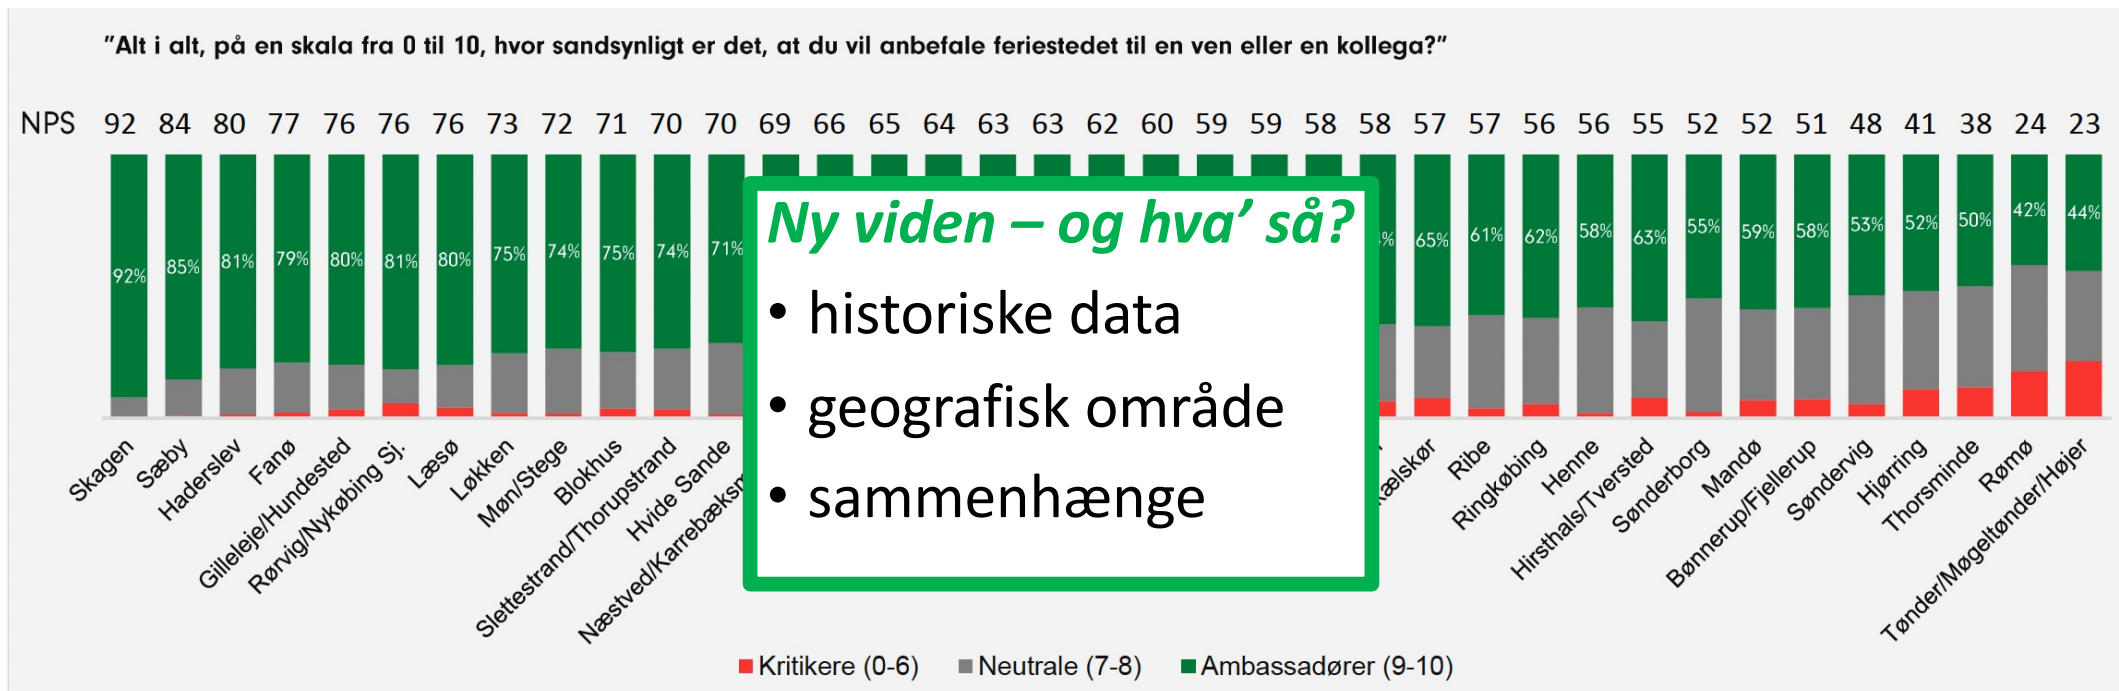 "Alt i alt, på en skala fra 0 til 10, hvor sandsynligt er det, at du vil anbefale feriestedet til en ven eller en kollega?"
NPS 92 84 80 77 76 76 76 73 72 71 70 70 69 66 65 64 63 63 62 60 59 59 58 58 57 57 56 56 55 52 52 51 48 41 38 24 23
92% 85% 81% 79% 80% 81% 80% 75% 74% 75% 74% 71% % 65% 61% 62% 58% 63% 55% 59% 58% 53% 52% 50% 42% 44%
Ny viden – og hva' så?
• historiske data
• geografisk område
• sammenhænge
Skagen
Sæby
Haderslev
Fanø
Gilleleje/Hundested
Rørvig/Nykøbing Sj.
Læsø
Løkken
Møn/Stege
Blokhus
Slettestrand/Thorupstrand
Hvide Sande
Ribe
Ringkøbing
Henne
Hirsthals/Tversted
Sønderborg
Mandø
Bønnerup/Fjellerup
Søndervig
Hjørring
Thorsminde
Rømø
Tønder/Møgeltønder/Højer
Kritikere (0-6) Neutrale (7-8) Ambassadører (9-10)